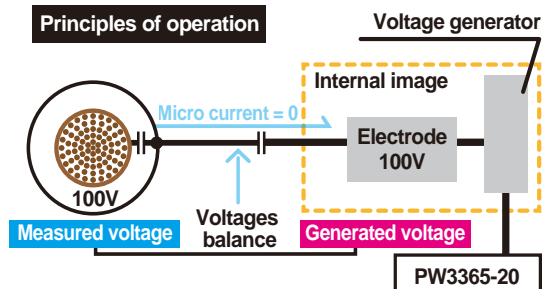 Principles of operation
Voltage generator
Internal image
Micro current = 0
Electrode
100V
100V
Voltages
balance
Measured voltage
Generated voltage
PW3365-20